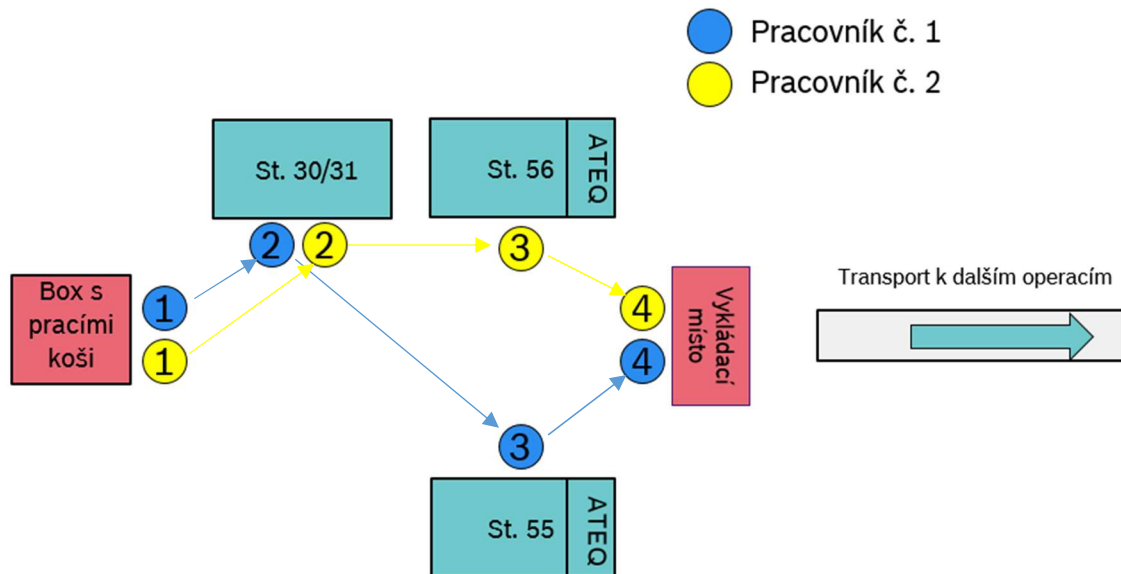 Pracovník č. 1
Pracovník č. 2
St. 30/31
St. 56
ATEQ
2
2
3
Box s
pracími
koši
1
1
4
4
Vykládací
místo
Transport k dalším operacím
3
St. 55
ATEQ